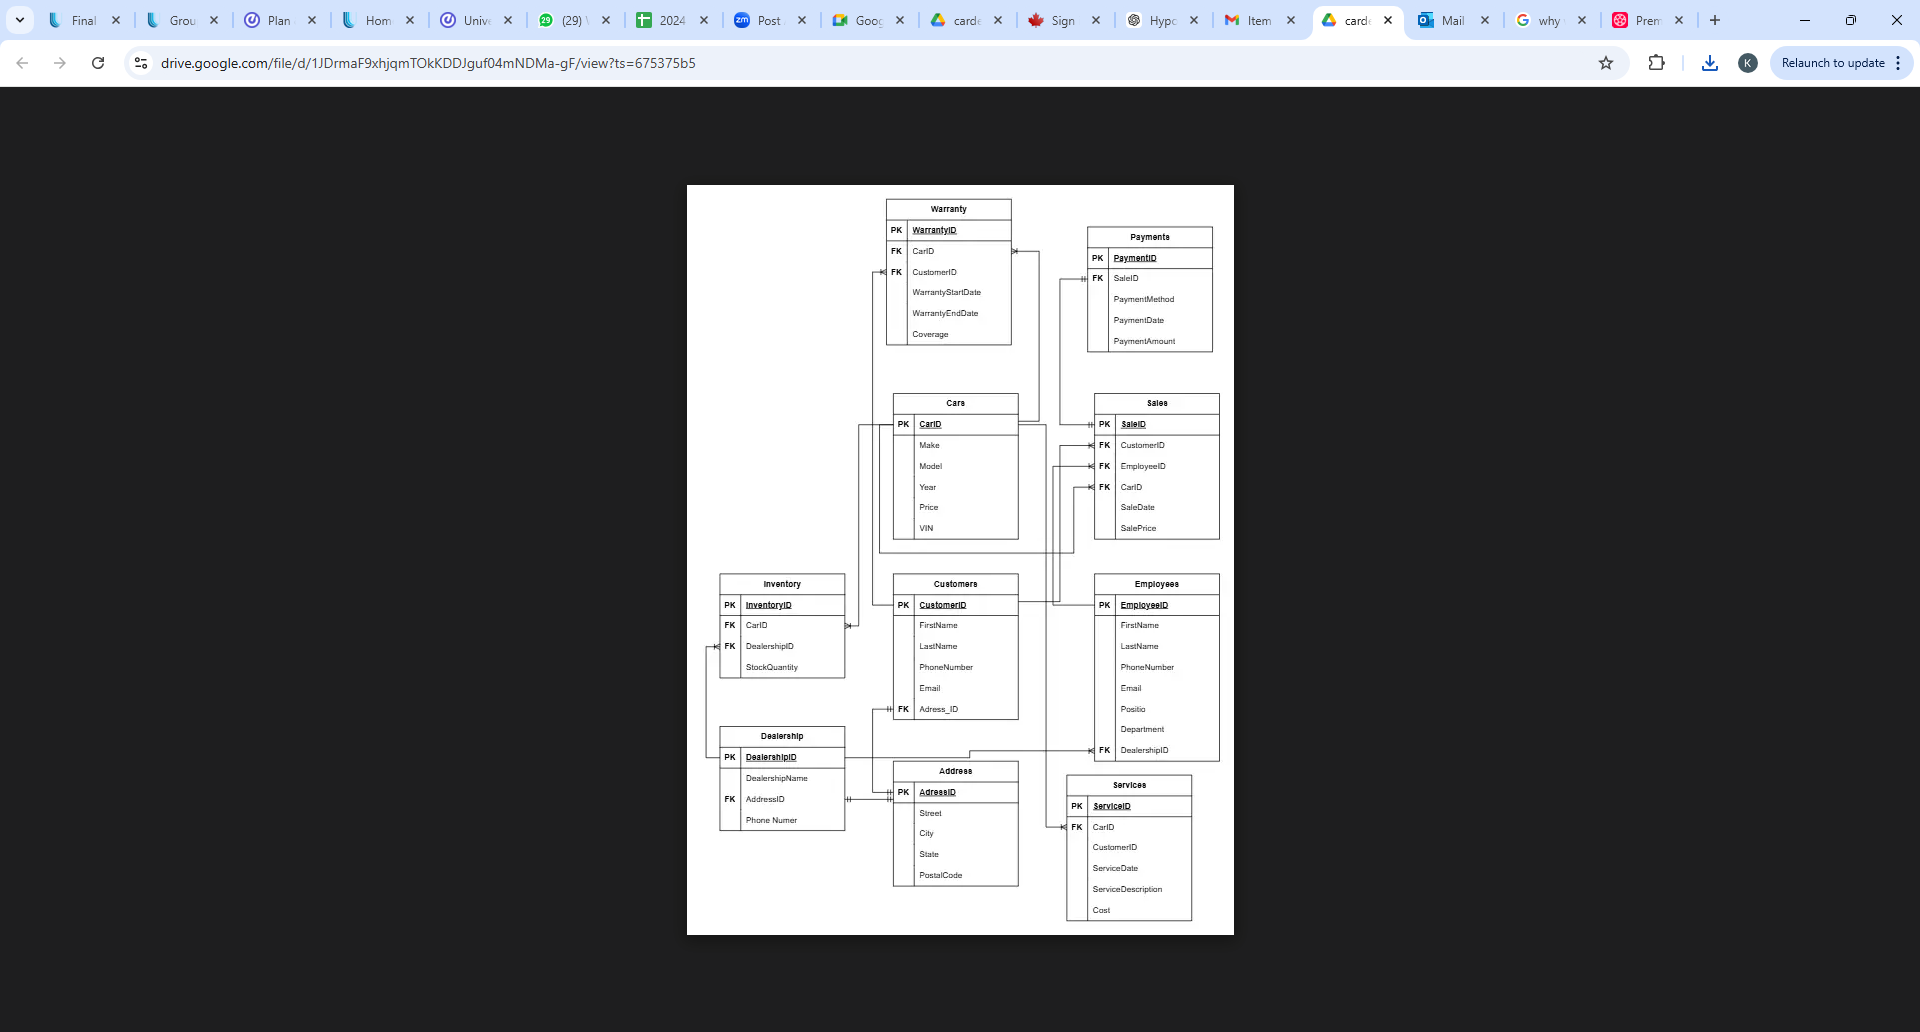 Final
Grou
Plan
Hom
Unive
(29)
2024
Post
Goog
carde
Sign
Hypo
Item
carde
Mail
why
Prem
drive.google.com/file/d/1JDrmaF9xhjqmTOkKDDJguf04mNDMa-gF/view?ts=675375b5
K
Relaunch to update
Warranty
PK WarrantyID
FK CarID
FK CustomerID
WarrantyStartDate
WarrantyEndDate
Coverage
Payments
PK PaymentID
FK SaleID
PaymentMethod
PaymentDate
PaymentAmount
Cars
PK CarID
Make
Model
Year
Price
VIN
Sales
PK SaleID
FK CustomerID
FK EmployeeID
FK CarID
SaleDate
SalePrice
Inventory
PK InventoryID
FK CarID
FK DealershipID
StockQuantity
Customers
PK CustomerID
FirstName
LastName
PhoneNumber
Email
FK Adress_ID
Employees
PK EmployeeID
FirstName
LastName
PhoneNumber
Email
Positio
Department
FK DealershipID
Dealership
PK DealershipID
DealershipName
FK AddressID
Phone Numer
Address
PK AdressID
Street
City
State
PostalCode
Services
PK ServiceID
FK CarID
CustomerID
ServiceDate
ServiceDescription
Cost